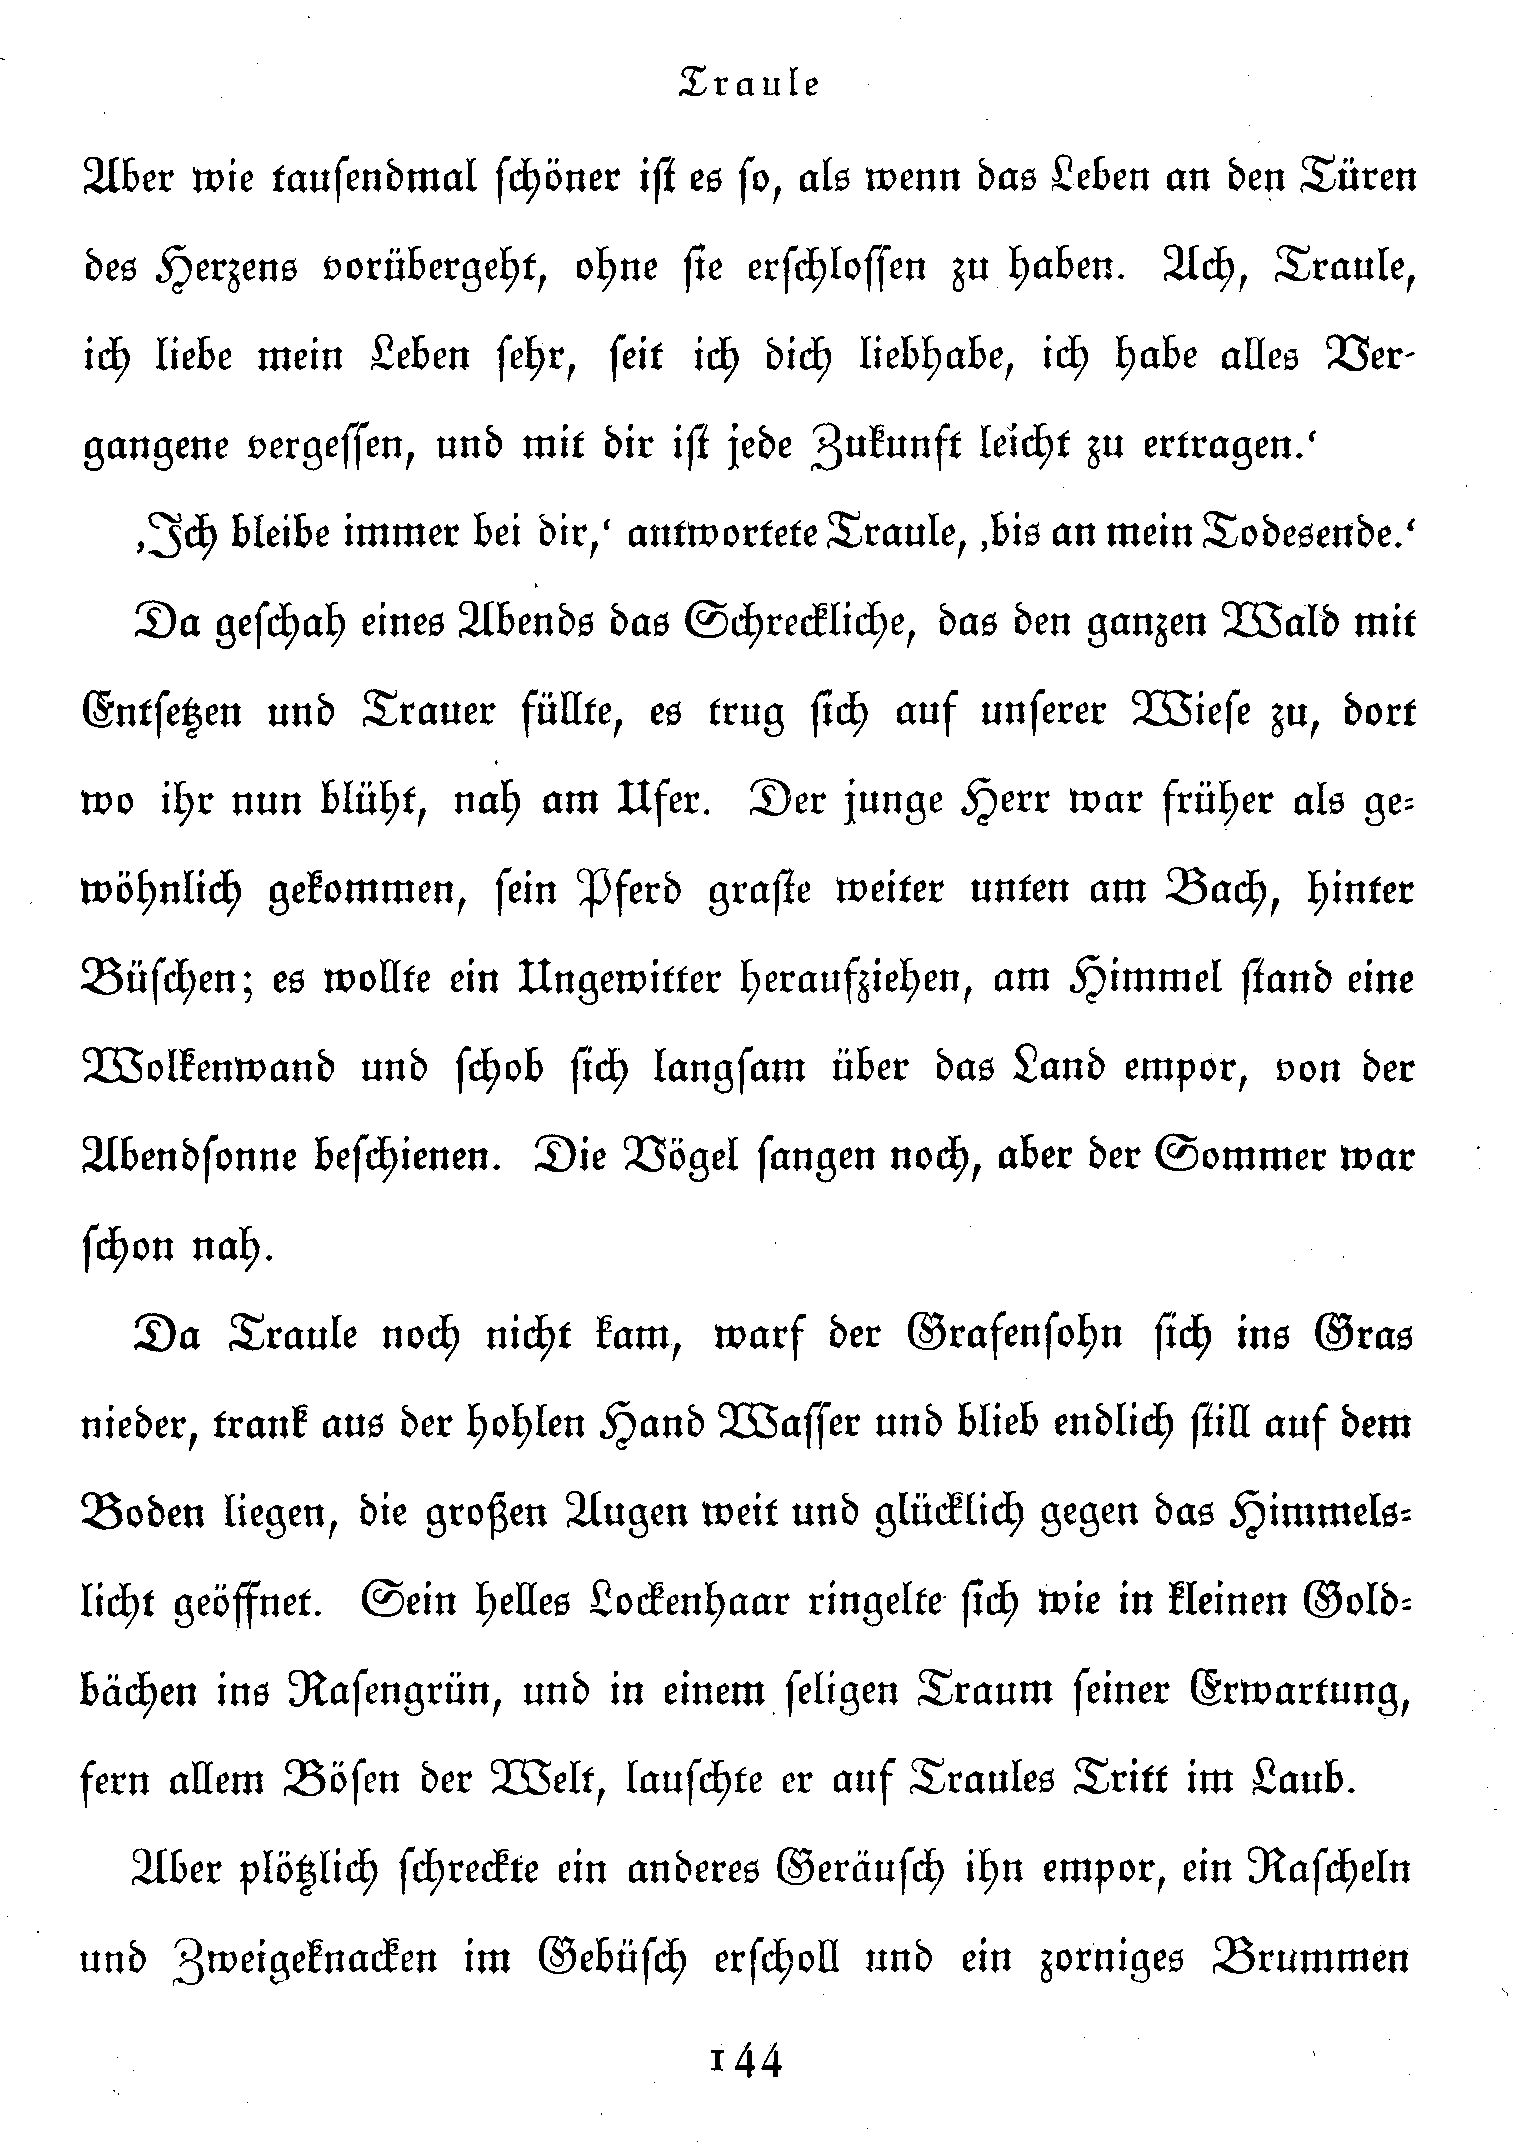 Traule
Aber wie tausendmal schöner ist es so, als wenn das Leben an den Türen
des Herzens vorübergeht, ohne sie erschlossen zu haben. Ach, Traule,
ich liebe mein Leben sehr, seit ich dich liebhabe, ich habe alles Ver-
gangene vergessen, und mit dir ist jede Zukunft leicht zu ertragen.‘
‚Ich bleibe immer bei dir,‘ antwortete Traule, ‚bis an mein Todesende.‘
Da geschah eines Abends das Schreckliche, das den ganzen Wald mit
Entsetzen und Trauer füllte, es trug sich auf unserer Wiese zu, dort
wo ihr nun blüht, nah am Ufer. Der junge Herr war früher als ge-
wöhnlich gekommen, sein Pferd graste weiter unten am Bach, hinter
Büschen; es wollte ein Ungewitter heraufziehen, am Himmel stand eine
Wolkenwand und schob sich langsam über das Land empor, von der
Abendsonne beschienen. Die Vögel sangen noch, aber der Sommer war
schon nah.
Da Traule noch nicht kam, warf der Grafensohn sich ins Gras
nieder, trank aus der hohlen Hand Wasser und blieb endlich still auf dem
Boden liegen, die großen Augen weit und glücklich gegen das Himmels-
licht geöffnet. Sein helles Lockenhaar ringelte sich wie in kleinen Gold-
bächen ins Rasengrün, und in einem seligen Traum seiner Erwartung,
fern allem Bösen der Welt, lauschte er auf Traules Tritt im Laub.
Aber plötzlich schreckte ein anderes Geräusch ihn empor, ein Rascheln
und Zweigeknacken im Gebüsch erscholl und ein zorniges Brummen
144